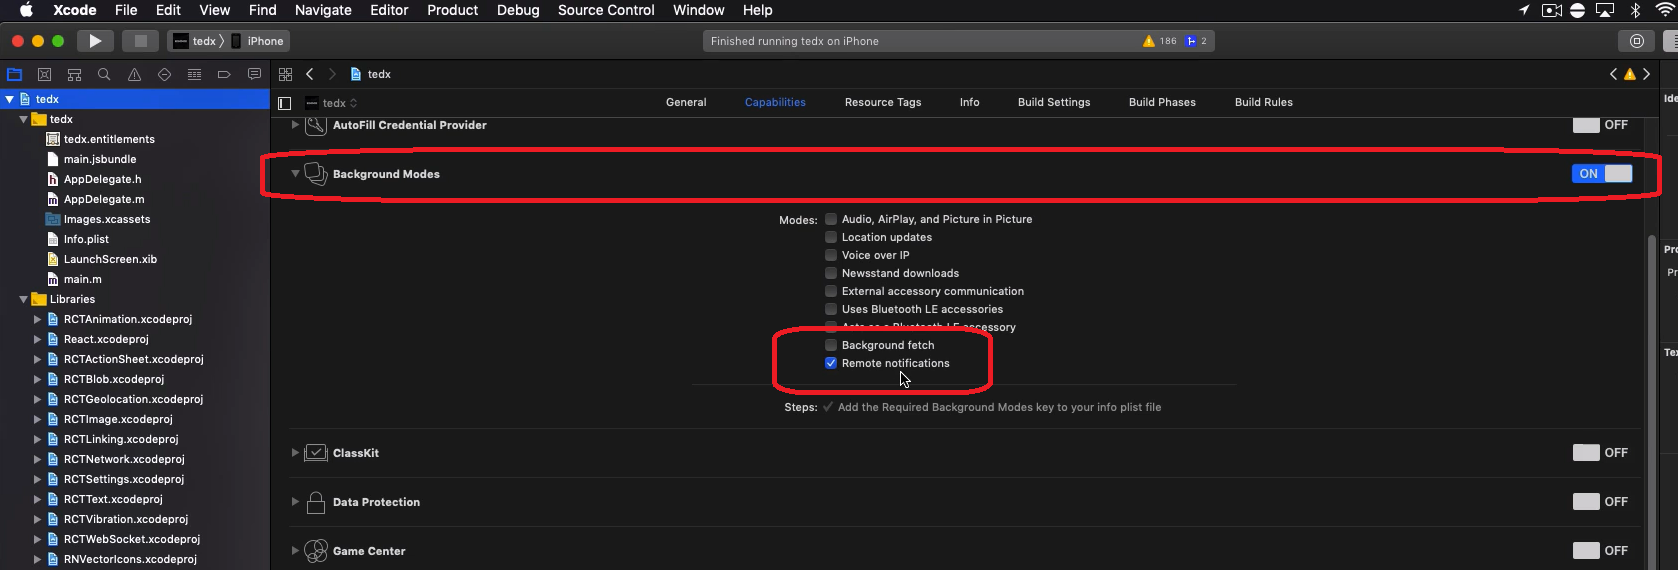 Xcode File Edit View Find Navigate Editor Product Debug Source Control Window Help
tedx iPhone
Finished running tedx on iPhone 186 2
tedx
tedx
tedx
tedx.entitlements
main.jsbundle
AppDelegate.h
AppDelegate.m
Images.xcassets
Info.plist
LaunchScreen.xib
main.m
Libraries
RCTAnimation.xcodeproj
React.xcodeproj
RCTActionSheet.xcodeproj
RCTBlob.xcodeproj
RCTGeolocation.xcodeproj
RCTImage.xcodeproj
RCTLinking.xcodeproj
RCTNetwork.xcodeproj
RCTSettings.xcodeproj
RCTText.xcodeproj
RCTVibration.xcodeproj
RCTWebSocket.xcodeproj
RNVectorIcons.xcodeproj
tedx General Capabilities Resource Tags Info Build Settings Build Phases Build Rules
AutoFill Credential Provider OFF
Background Modes ON
Modes: Audio, AirPlay, and Picture in Picture
Location updates
Voice over IP
Newsstand downloads
External accessory communication
Uses Bluetooth LE accessories
Acts as a Bluetooth LE accessory
Background fetch
Remote notifications
Steps: ✓ Add the Required Background Modes key to your info plist file
ClassKit OFF
Data Protection OFF
Game Center OFF
Ide
Pro
Pr
Tex